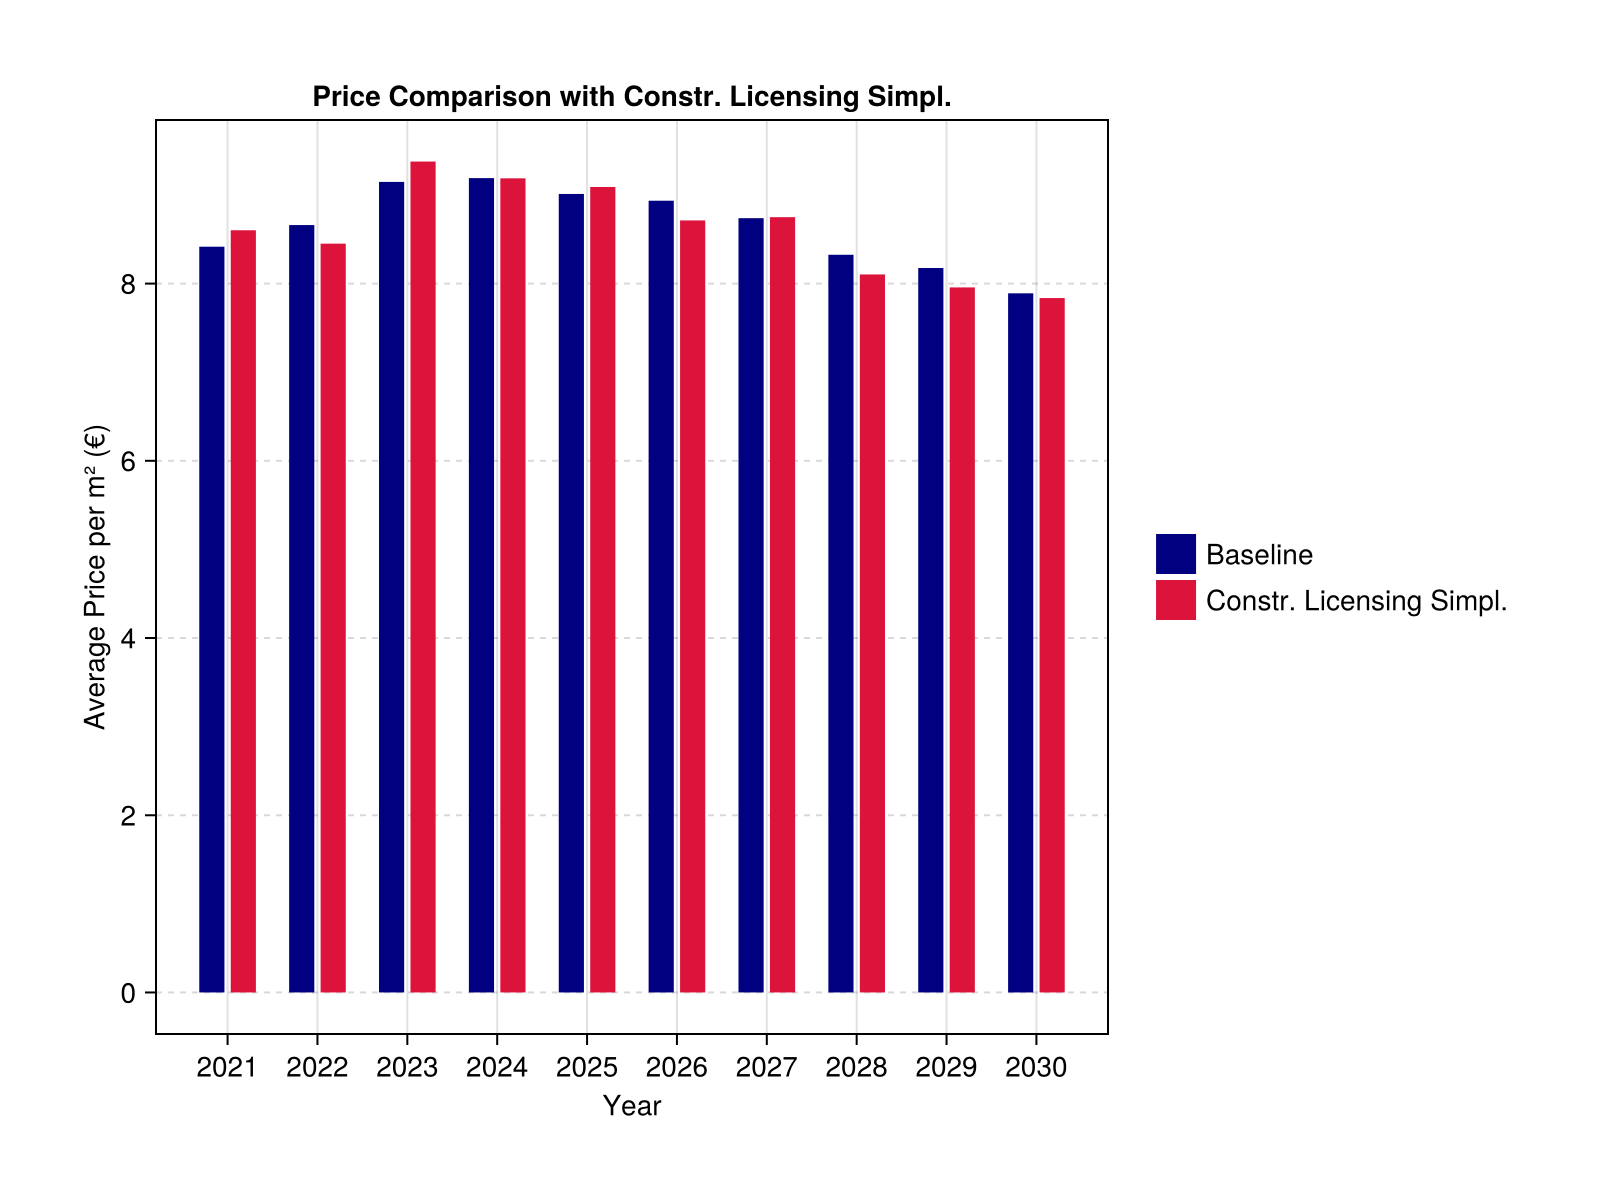 Price Comparison with Constr. Licensing Simpl.
Average Price per m² (€)
8
6
4
2
0
2021 2022 2023 2024 2025 2026 2027 2028 2029 2030
Year
Baseline
Constr. Licensing Simpl.